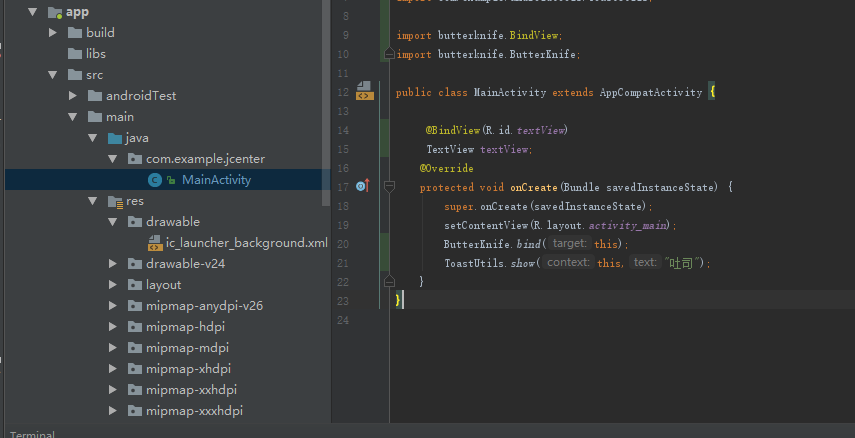 app
build
libs
src
androidTest
main
java
com.example.jcenter
MainActivity
res
drawable
ic_launcher_background.xml
drawable-v24
layout
mipmap-anydpi-v26
mipmap-hdpi
mipmap-mdpi
mipmap-xhdpi
mipmap-xxhdpi
mipmap-xxxhdpi
Terminal
8
9 import butterknife.BindView;
10 import butterknife.ButterKnife;
11
12 public class MainActivity extends AppCompatActivity {
13
14 @BindView(R.id.textView)
15 TextView textView;
16 @Override
17 protected void onCreate(Bundle savedInstanceState) {
18 super.onCreate(savedInstanceState);
19 setContentView(R.layout.activity_main);
20 ButterKnife.bind( target: this);
21 ToastUtils.show( context: this, text: "吐司");
22 }
23 }
24